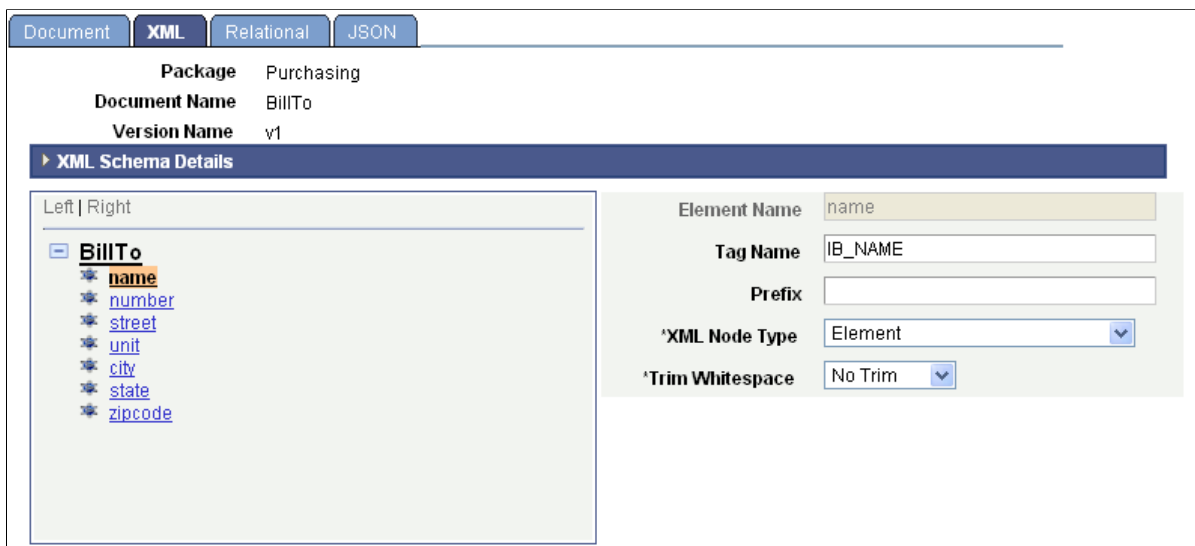 Document XML Relational JSON
Package Purchasing
Document Name BillTo
Version Name v1
XML Schema Details
Left | Right
BillTo
name
number
street
unit
city
state
zipcode
Element Name name
Tag Name IB_NAME
Prefix
*XML Node Type Element
*Trim Whitespace No Trim